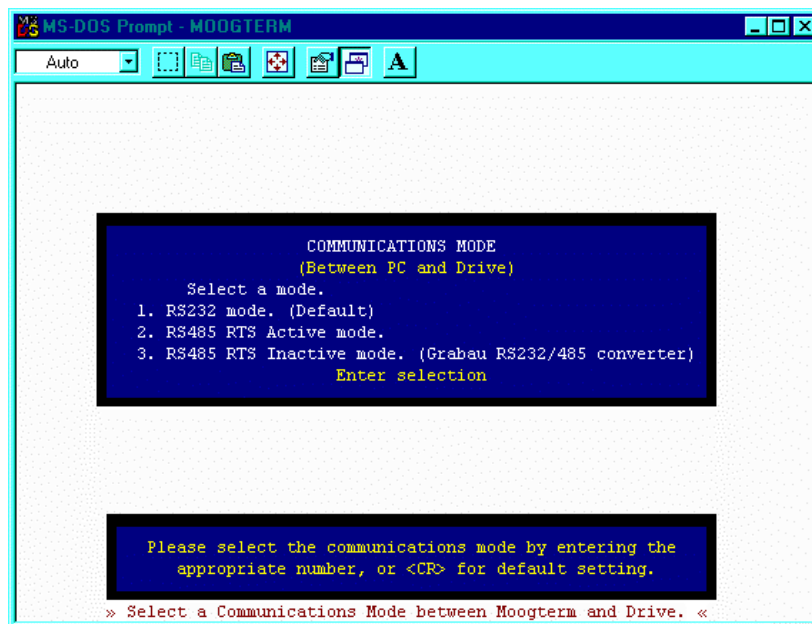 MS-DOS Prompt - MOOGTERM
Auto
A
COMMUNICATIONS MODE
(Between PC and Drive)
Select a mode.
1. RS232 mode. (Default)
2. RS485 RTS Active mode.
3. RS485 RTS Inactive mode. (Grabau RS232/485 converter)
Enter selection
Please select the communications mode by entering the
appropriate number, or <CR> for default setting.
» Select a Communications Mode between Moogterm and Drive. «